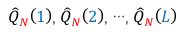 Q̂_N(1), Q̂_N(2), ⋯, Q̂_N(L)